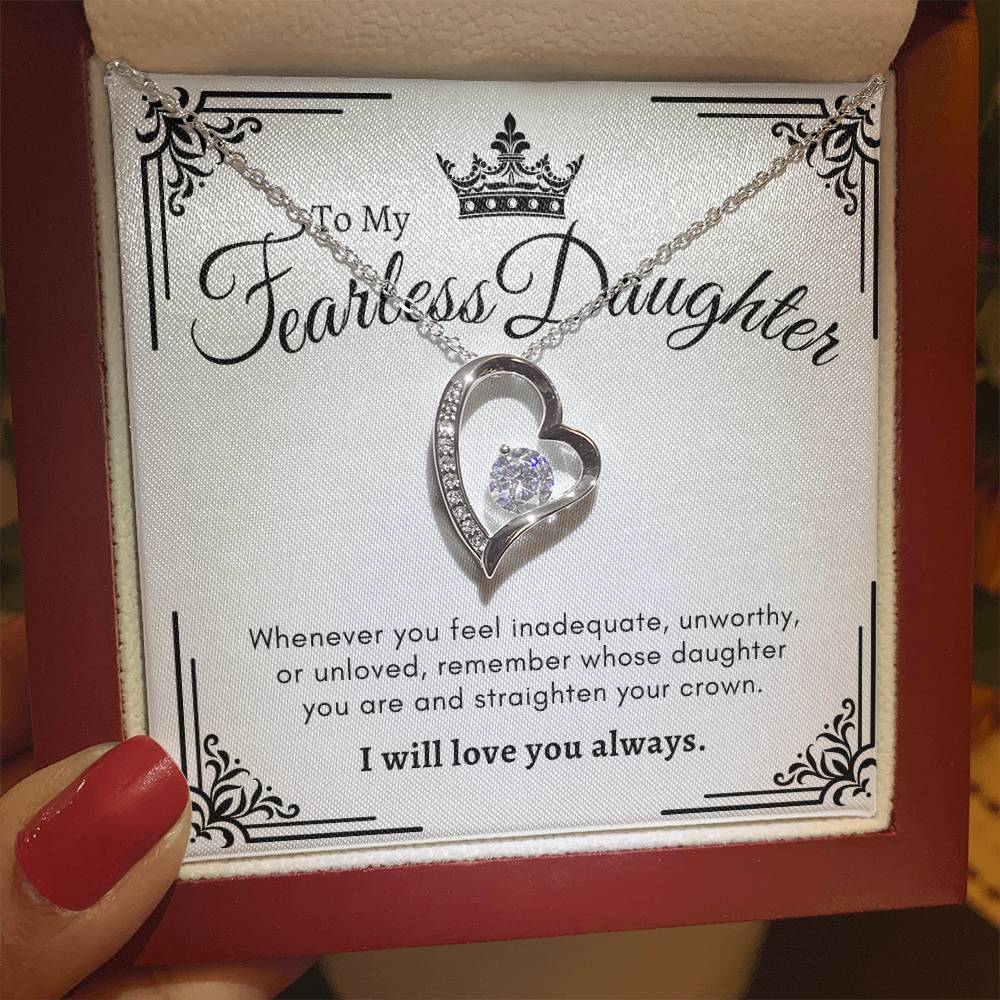 To My
Fearless Daughter
Whenever you feel inadequate, unworthy,
or unloved, remember whose daughter
you are and straighten your crown.
I will love you always.